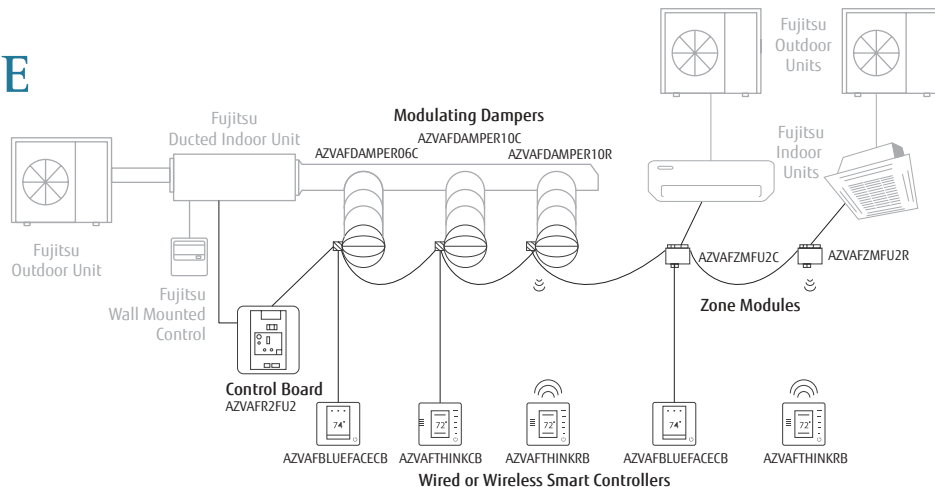 E
Fujitsu
Outdoor
Units
Modulating Dampers
Fujitsu
Ducted Indoor Unit
AZVAFDAMPER10C
AZVAFDAMPER06C
AZVAFDAMPER10R
Fujitsu
Indoor
Units
Fujitsu
Outdoor Unit
Fujitsu
Wall Mounted
Control
AZVAFZMFU2C
AZVAFZMFU2R
Zone Modules
Control Board
AZVAFR2FU2
74°
72°
72°
74°
72°
AZVAFBLUEFACECB
AZVAFTHINKCB
AZVAFTHINKRB
AZVAFBLUEFACECB
AZVAFTHINKRB
Wired or Wireless Smart Controllers